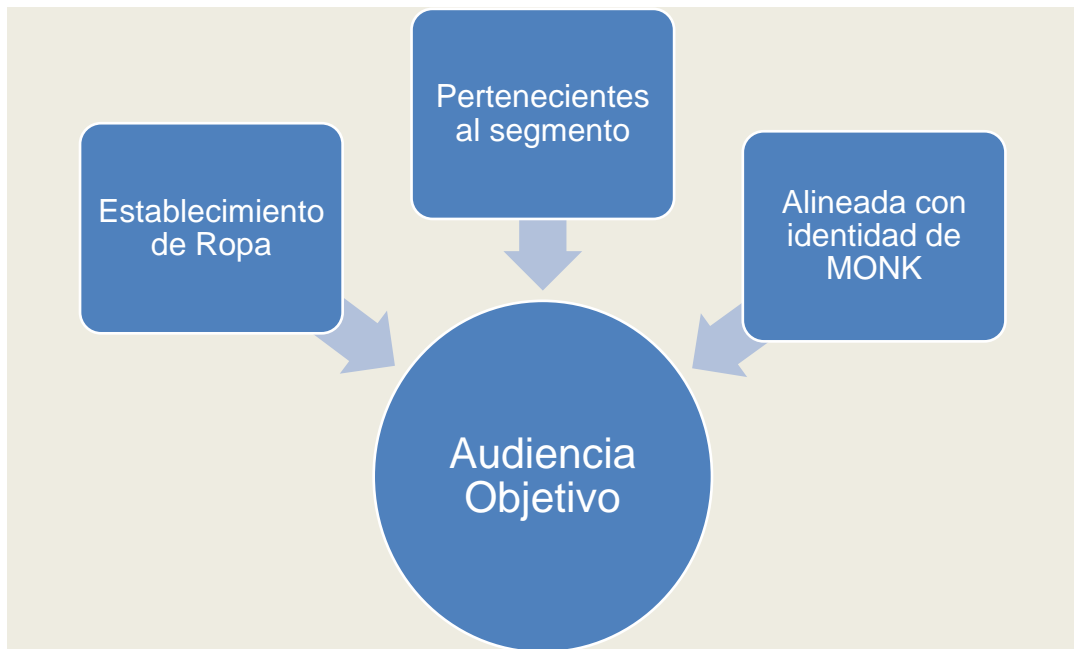 Pertenecientes
al segmento
Establecimiento
de Ropa
Alineada con
identidad de
MONK
Audiencia
Objetivo